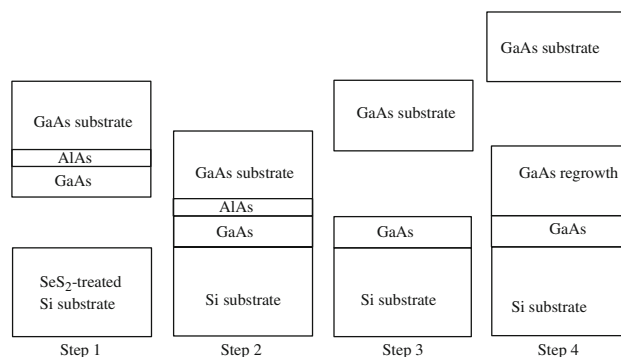 GaAs substrate
AlAs
GaAs
SeS2-treated
Si substrate
Step 1
GaAs substrate
AlAs
GaAs
Si substrate
Step 2
GaAs substrate
GaAs
Si substrate
Step 3
GaAs substrate
GaAs regrowth
GaAs
Si substrate
Step 4